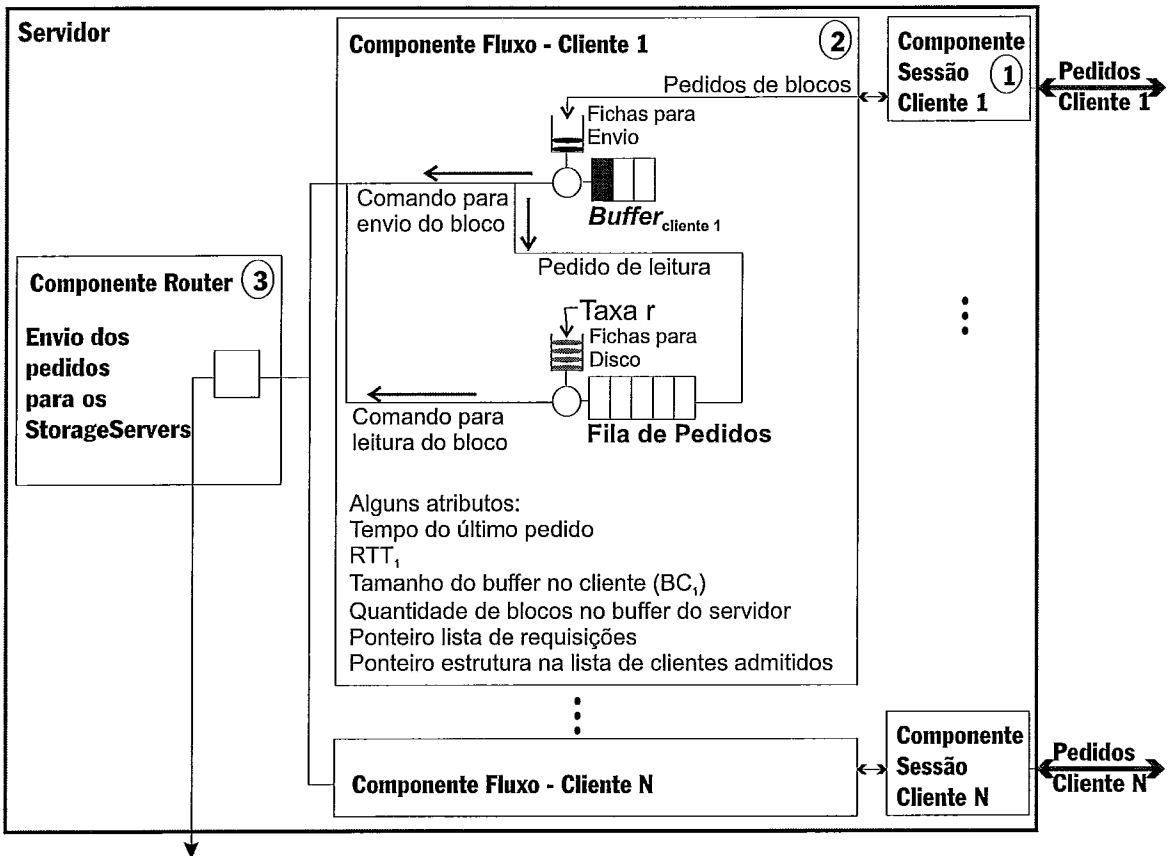 Servidor
Componente Fluxo - Cliente 1
2
Componente
Sessão
Cliente 1
1
Pedidos
Cliente 1
Pedidos de blocos
Fichas para
Envio
Comando para
envio do bloco
Buffer cliente 1
Pedido de leitura
Componente Router
3
Envio dos
pedidos
para os
StorageServers
Taxa r
Fichas para
Disco
Comando para
leitura do bloco
Fila de Pedidos
Alguns atributos:
Tempo do último pedido
RTT₁
Tamanho do buffer no cliente (BC₁)
Quantidade de blocos no buffer do servidor
Ponteiro lista de requisições
Ponteiro estrutura na lista de clientes admitidos
Componente Fluxo - Cliente N
Componente
Sessão
Cliente N
Pedidos
Cliente N